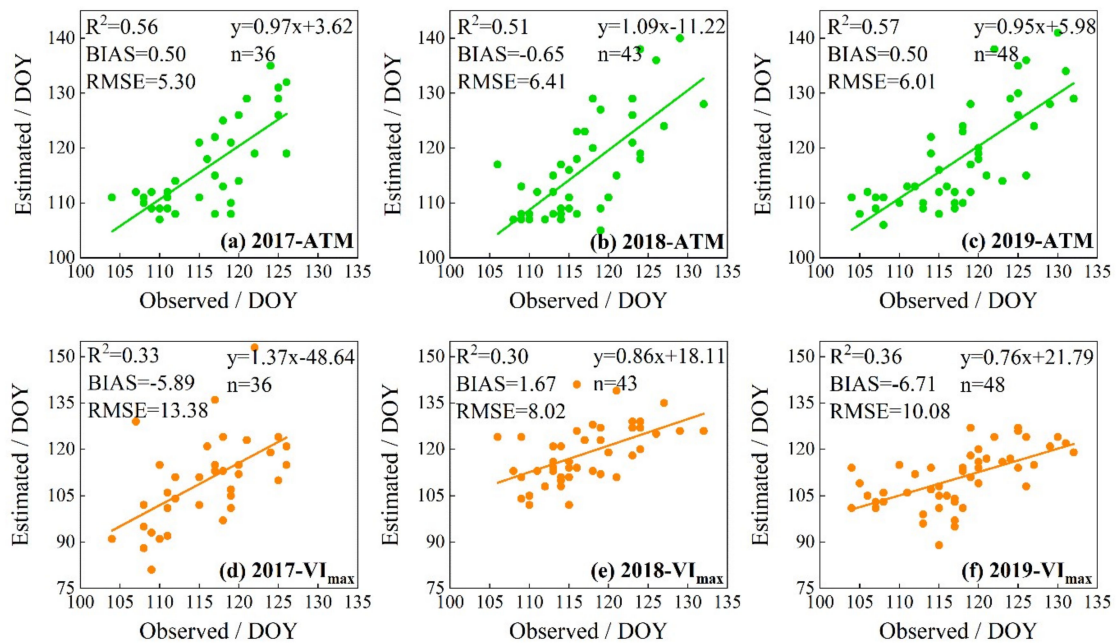 R²=0.56 y=0.97x+3.62
BIAS=0.50 n=36
RMSE=5.30
140
130
120
110
100
Estimated / DOY
(a) 2017-ATM
100 105 110 115 120 125 130 135
Observed / DOY
R²=0.51 y=1.09x-11.22
BIAS=-0.65 n=43
RMSE=6.41
140
130
120
110
100
Estimated / DOY
(b) 2018-ATM
100 105 110 115 120 125 130 135
Observed / DOY
R²=0.57 y=0.95x+5.98
BIAS=0.50 n=48
RMSE=6.01
140
130
120
110
100
Estimated / DOY
(c) 2019-ATM
100 105 110 115 120 125 130 135
Observed / DOY
R²=0.33 y=1.37x-48.64
BIAS=-5.89 n=36
RMSE=13.38
150
135
120
105
90
75
Estimated / DOY
(d) 2017-VImax
100 105 110 115 120 125 130 135
Observed / DOY
R²=0.30 y=0.86x+18.11
BIAS=1.67 n=43
RMSE=8.02
150
135
120
105
90
75
Estimated / DOY
(e) 2018-VImax
100 105 110 115 120 125 130 135
Observed / DOY
R²=0.36 y=0.76x+21.79
BIAS=-6.71 n=48
RMSE=10.08
150
135
120
105
90
75
Estimated / DOY
(f) 2019-VImax
100 105 110 115 120 125 130 135
Observed / DOY